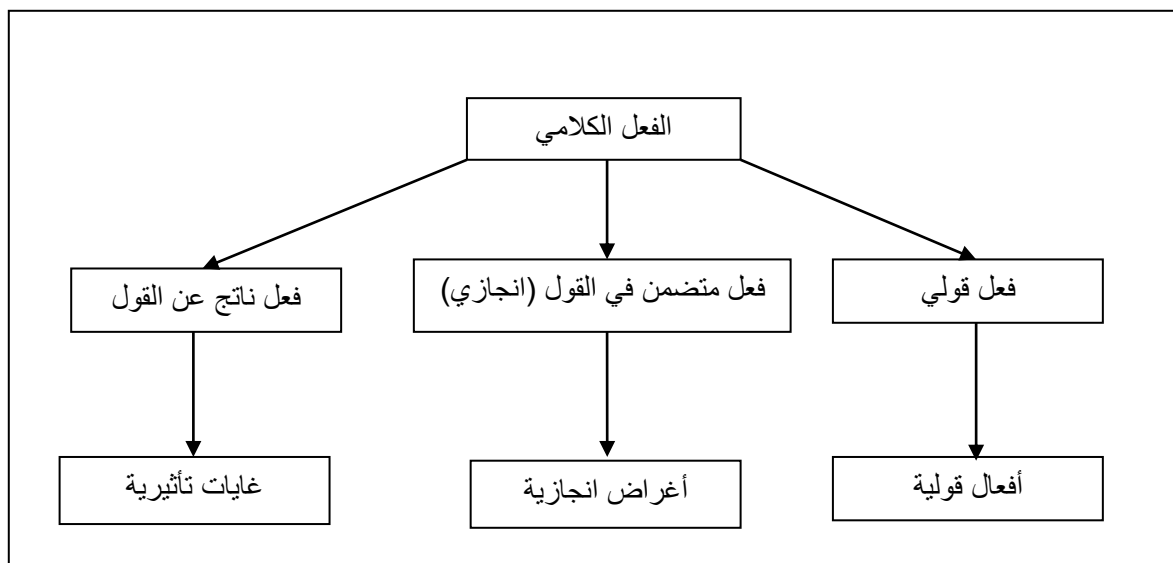 الفعل الكلامي
فعل قولي
فعل متضمن في القول (انجازي)
فعل ناتج عن القول
أفعال قولية
أغراض انجازية
غايات تأثيرية